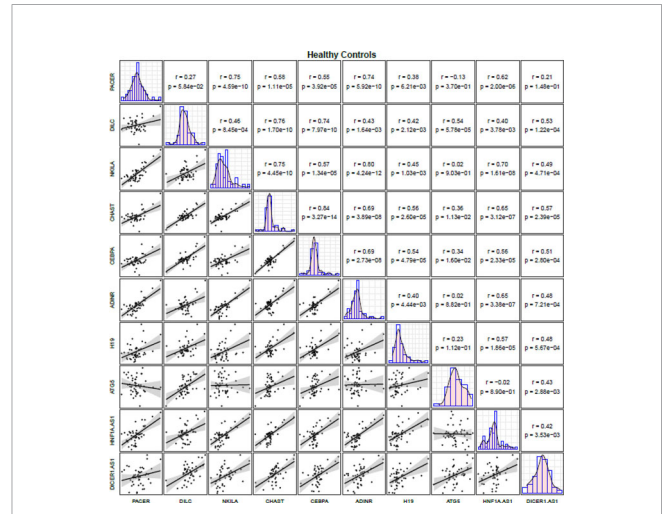 Healthy Controls
PACER
r = 0.27 r = 0.75 r = 0.58 r = 0.55 r = 0.74 r = 0.38 r = -0.13 r = 0.62 r = 0.21
p = 5.84e-02 p = 4.59e-10 p = 1.11e-05 p = 3.92e-05 p = 5.92e-10 p = 6.21e-03 p = 3.70e-01 p = 2.00e-06 p = 1.48e-01
DILC
r = 0.46 r = 0.76 r = 0.74 r = 0.43 r = 0.42 r = 0.54 r = 0.40 r = 0.53
p = 8.45e-04 p = 1.70e-10 p = 7.97e-10 p = 1.64e-03 p = 2.12e-03 p = 5.78e-05 p = 3.78e-03 p = 1.22e-04
NKILA
r = 0.75 r = 0.57 r = 0.80 r = 0.45 r = 0.02 r = 0.70 r = 0.49
p = 4.45e-10 p = 1.34e-05 p = 4.24e-12 p = 1.03e-03 p = 9.03e-01 p = 1.61e-08 p = 4.71e-04
CHAST
r = 0.84 r = 0.69 r = 0.56 r = 0.36 r = 0.65 r = 0.57
p = 3.27e-14 p = 3.89e-08 p = 2.60e-05 p = 1.13e-02 p = 3.12e-07 p = 2.39e-05
CEBPA
r = 0.69 r = 0.54 r = 0.34 r = 0.56 r = 0.51
p = 2.73e-08 p = 4.79e-05 p = 1.60e-02 p = 2.33e-05 p = 2.80e-04
ADINR
r = 0.40 r = 0.02 r = 0.65 r = 0.48
p = 4.44e-03 p = 8.82e-01 p = 3.38e-07 p = 7.21e-04
H19
r = 0.23 r = 0.57 r = 0.48
p = 1.12e-01 p = 1.86e-05 p = 5.67e-04
ATG5
r = -0.02 r = 0.43
p = 8.90e-01 p = 2.88e-03
HNF1A.AS1
r = 0.42
p = 3.53e-03
DICER1.AS1
PACER DILC NKILA CHAST CEBPA ADINR H19 ATG5 HNF1A.AS1 DICER1.AS1